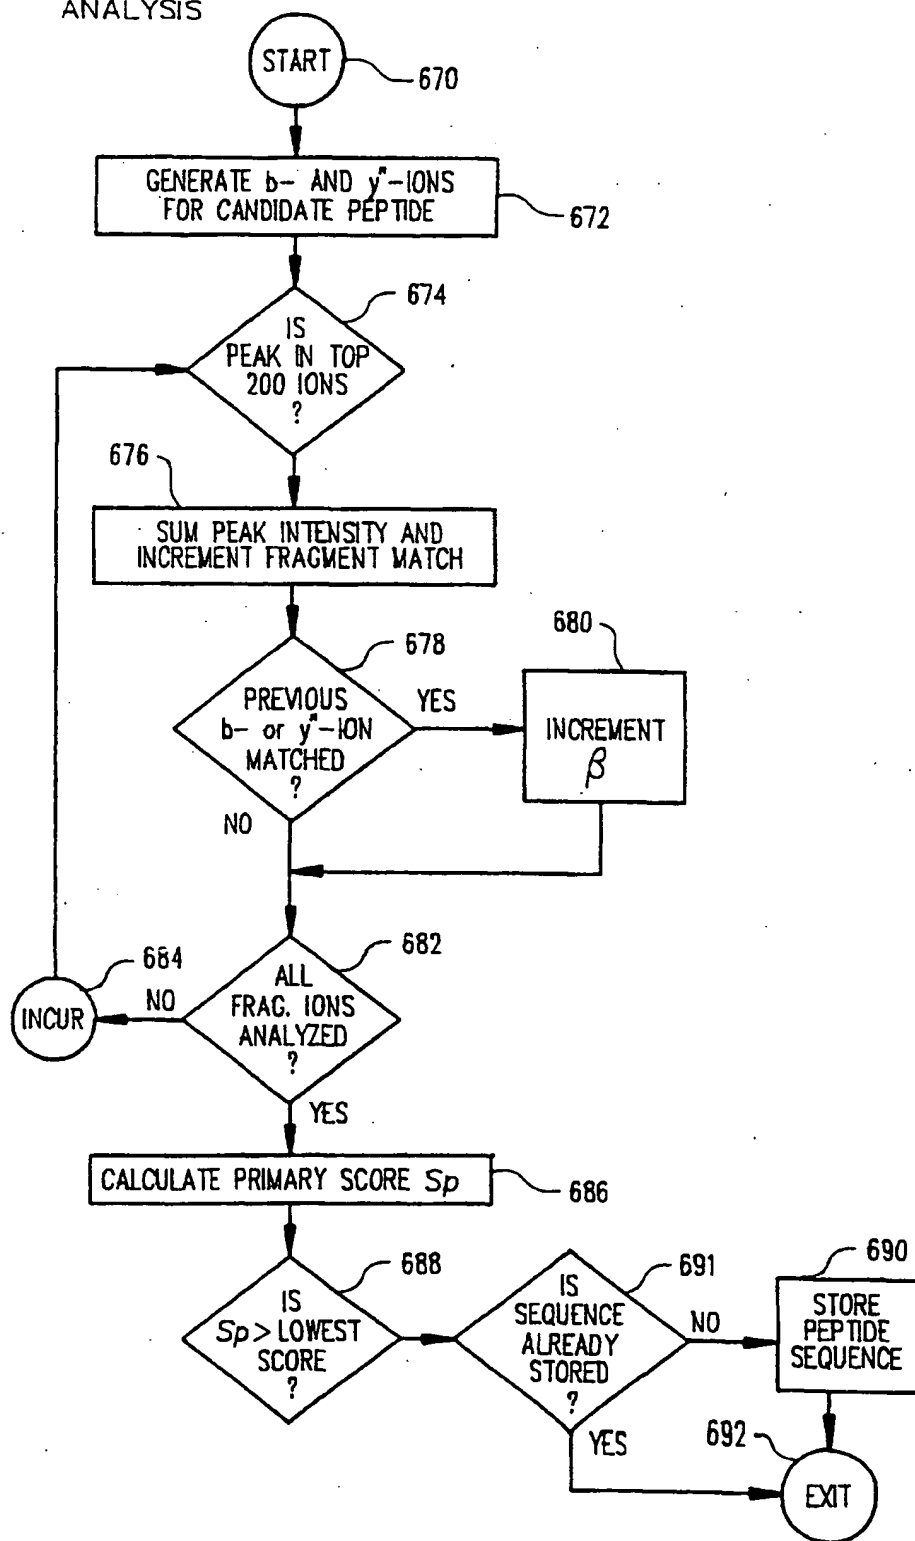 ANALYSIS
START
670
GENERATE b- AND y"-IONS
FOR CANDIDATE PEPTIDE
672
674
IS
PEAK IN TOP
200 IONS
?
676
SUM PEAK INTENSITY AND
INCREMENT FRAGMENT MATCH
678
PREVIOUS
b- or y"-ION
MATCHED
?
YES
680
INCREMENT
β
NO
682
ALL
FRAG. IONS
ANALYZED
?
NO
684
INCUR
YES
CALCULATE PRIMARY SCORE Sp
686
688
IS
Sp > LOWEST
SCORE
?
691
IS
SEQUENCE
ALREADY
STORED
?
NO
690
STORE
PEPTIDE
SEQUENCE
YES
692
EXIT